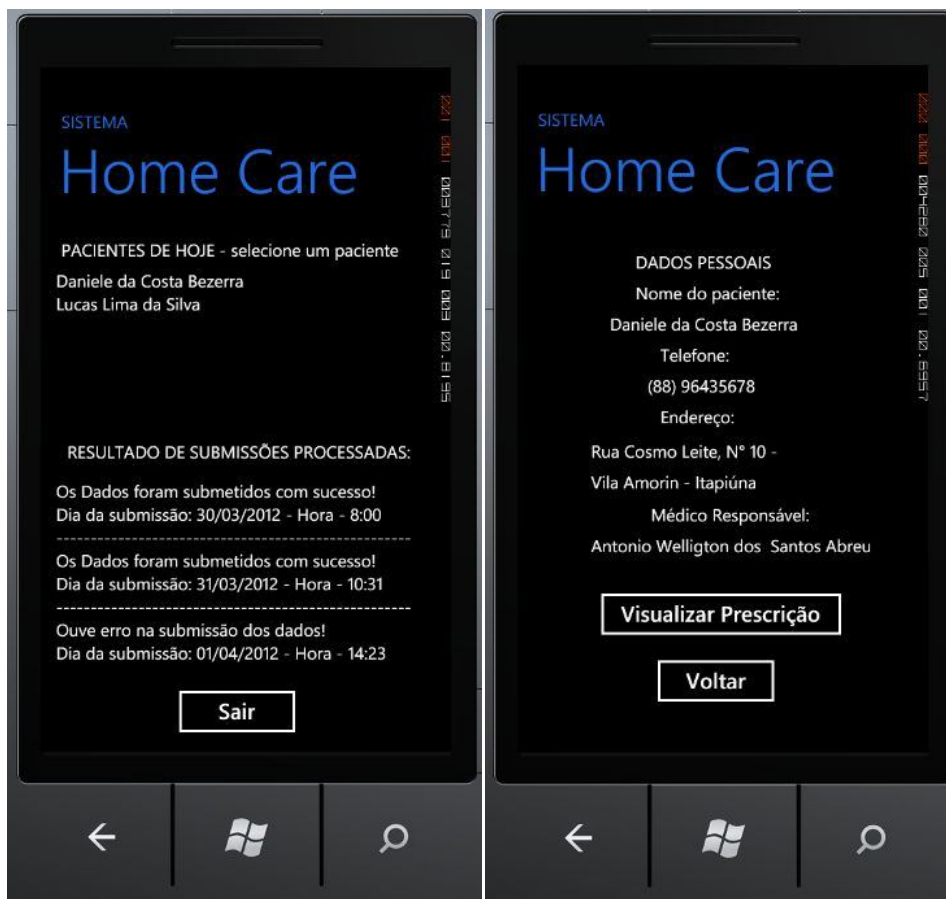 SISTEMA
Home Care
PACIENTES DE HOJE - selecione um paciente
Daniele da Costa Bezerra
Lucas Lima da Silva
RESULTADO DE SUBMISSÕES PROCESSADAS:
Os Dados foram submetidos com sucesso!
Dia da submissão: 30/03/2012 - Hora - 8:00
Os Dados foram submetidos com sucesso!
Dia da submissão: 31/03/2012 - Hora - 10:31
Ouve erro na submissão dos dados!
Dia da submissão: 01/04/2012 - Hora - 14:23
Sair
SISTEMA
Home Care
DADOS PESSOAIS
Nome do paciente:
Daniele da Costa Bezerra
Telefone:
(88) 96435678
Endereço:
Rua Cosmo Leite, N° 10 -
Vila Amorin - Itapiúna
Médico Responsável:
Antonio Welligton dos Santos Abreu
Visualizar Prescrição
Voltar